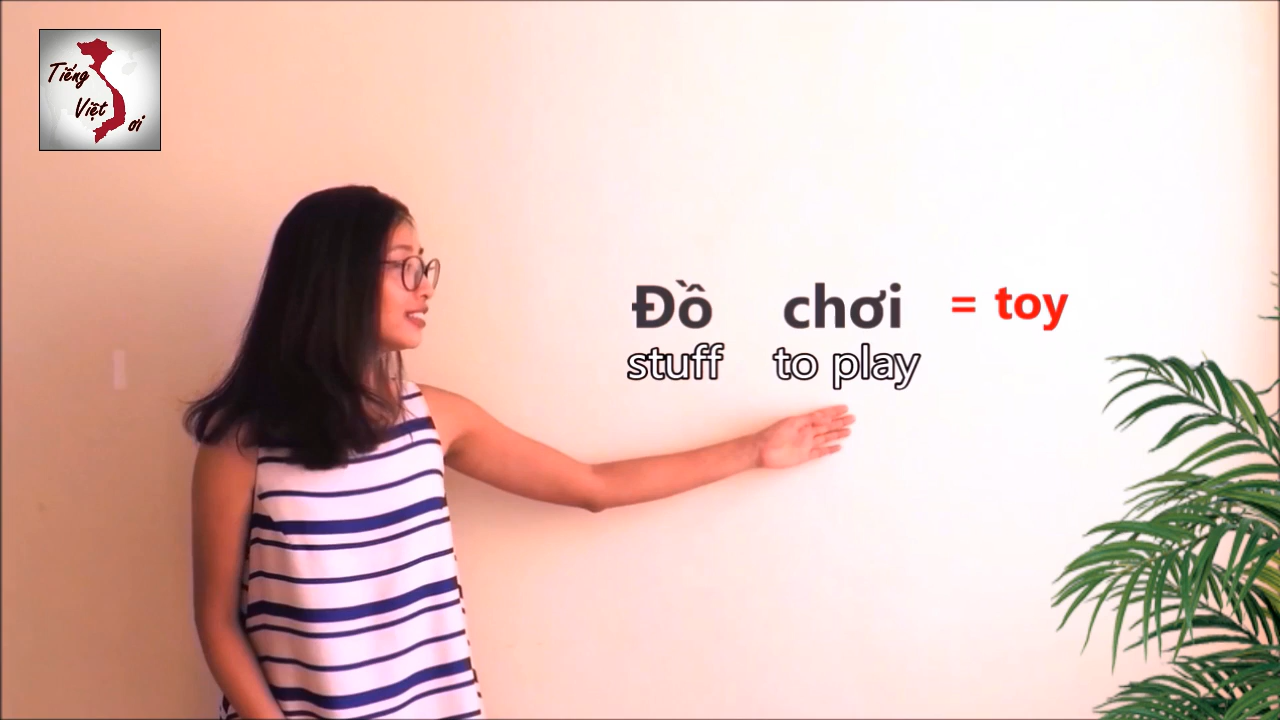 Tiếng
Việt
ơi
Đồ chơi = toy
stuff to play